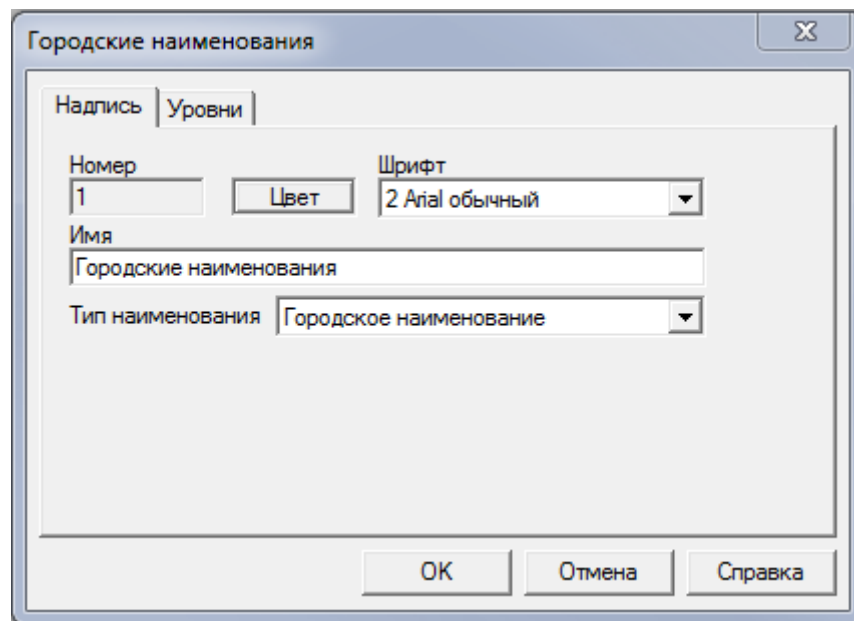 Городские наименования
Надпись Уровни
Номер Шрифт
1 Цвет 2 Arial обычный
Имя
Городские наименования
Тип наименования Городское наименование
OK Отмена Справка